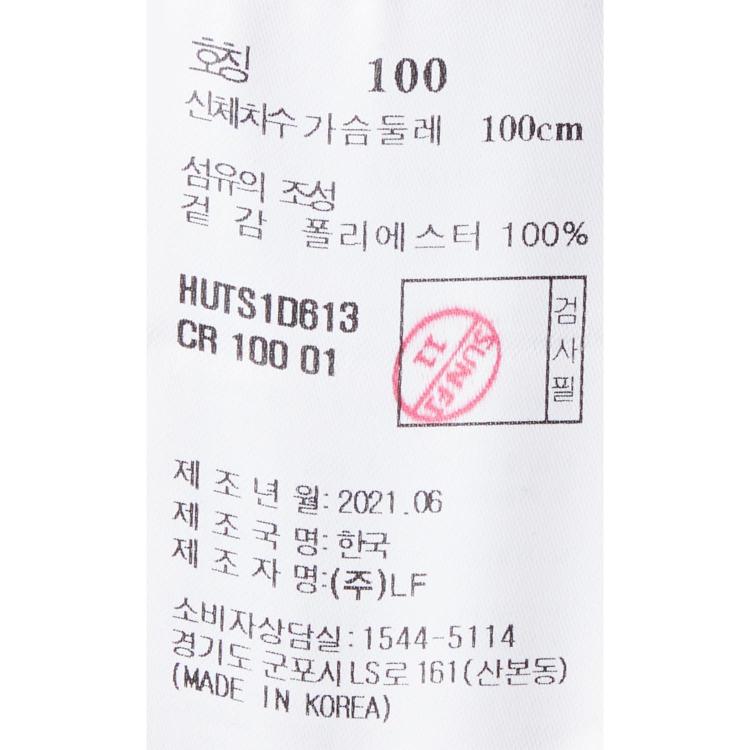 호칭 100
신체치수 가슴둘레 100cm
섬유의 조성
겉 감 폴리에스터 100%
HUTS1D613
CR 100 01
검사필
11
제 조 년 월: 2021.06
제 조 국 명: 한국
제 조 자 명:(주)LF
소비자상담실: 1544-5114
경기도 군포시 LS로 161(산본동)
(MADE IN KOREA)